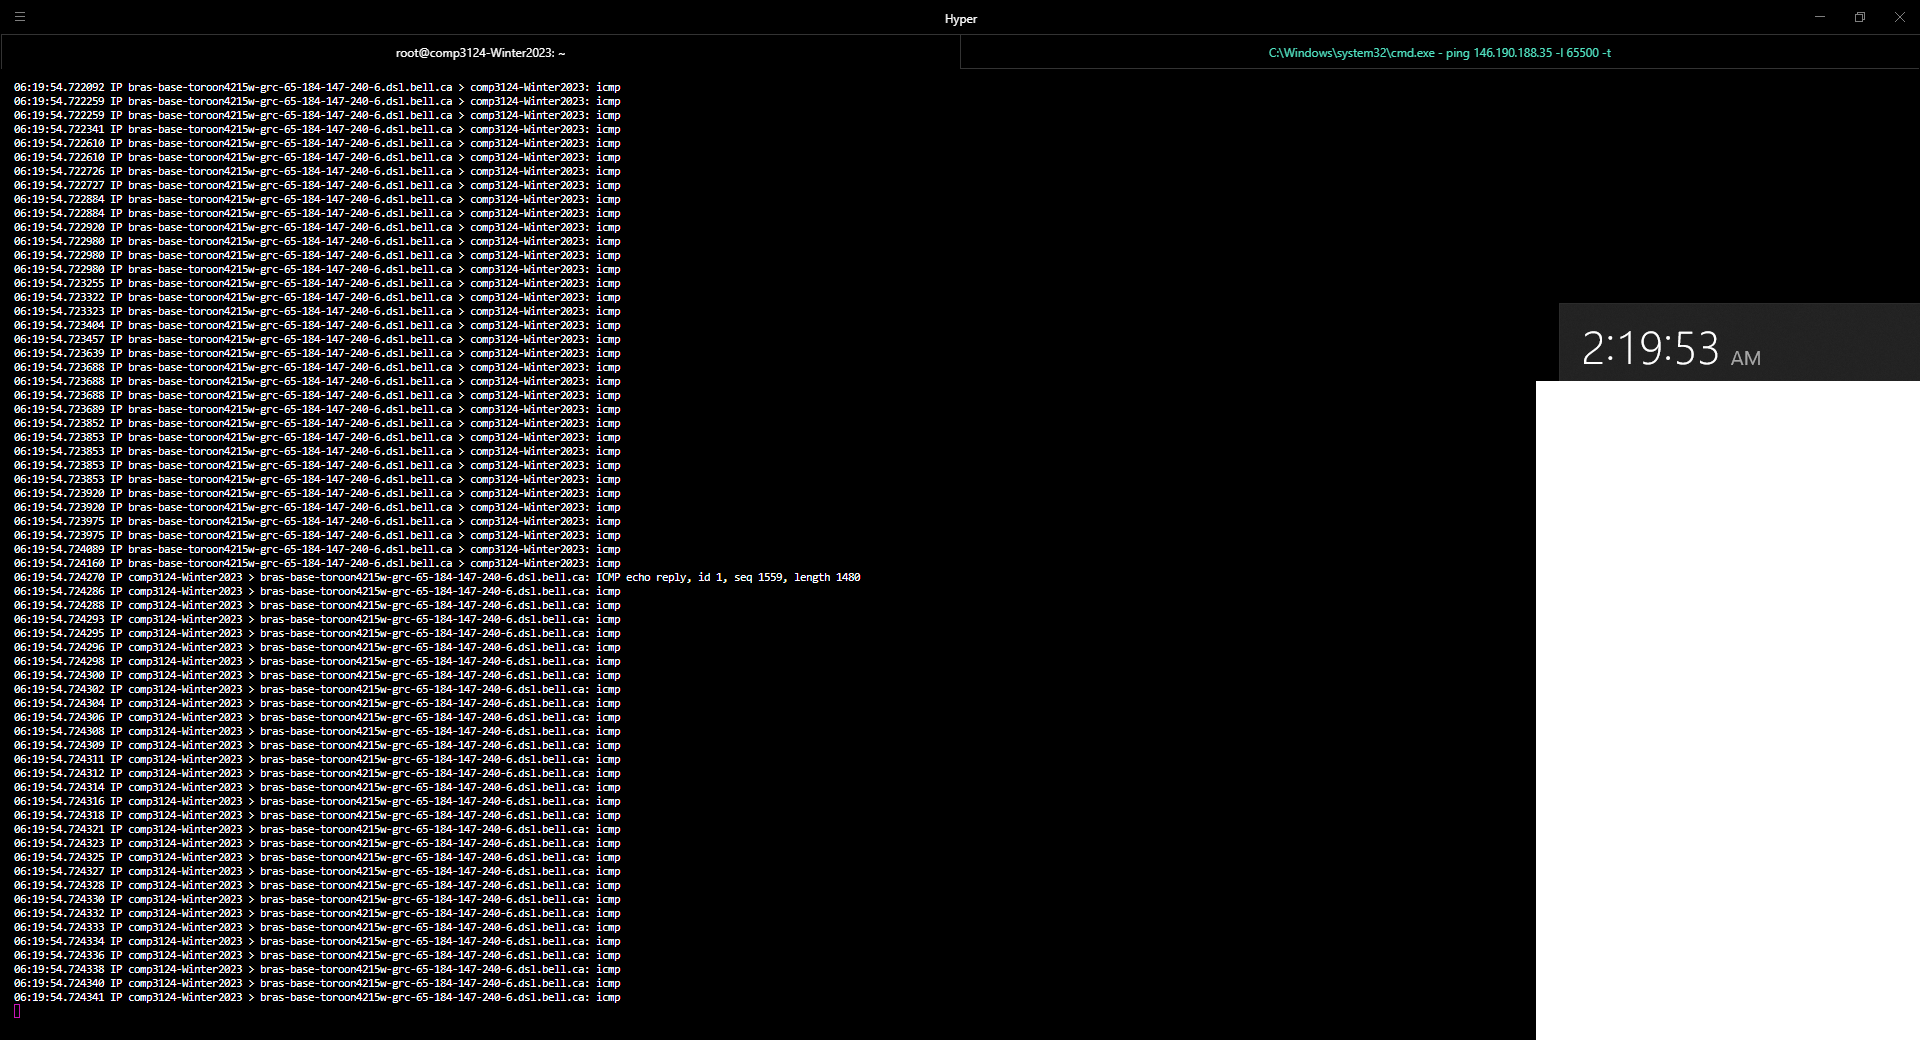 Hyper
root@comp3124-Winter2023: ~
C:\Windows\system32\cmd.exe - ping 146.190.188.35 -l 65500 -t
06:19:54.722092 IP bras-base-toroon4215w-grc-65-184-147-240-6.dsl.bell.ca > comp3124-Winter2023: icmp
06:19:54.722259 IP bras-base-toroon4215w-grc-65-184-147-240-6.dsl.bell.ca > comp3124-Winter2023: icmp
06:19:54.722259 IP bras-base-toroon4215w-grc-65-184-147-240-6.dsl.bell.ca > comp3124-Winter2023: icmp
06:19:54.722341 IP bras-base-toroon4215w-grc-65-184-147-240-6.dsl.bell.ca > comp3124-Winter2023: icmp
06:19:54.722610 IP bras-base-toroon4215w-grc-65-184-147-240-6.dsl.bell.ca > comp3124-Winter2023: icmp
06:19:54.722610 IP bras-base-toroon4215w-grc-65-184-147-240-6.dsl.bell.ca > comp3124-Winter2023: icmp
06:19:54.722726 IP bras-base-toroon4215w-grc-65-184-147-240-6.dsl.bell.ca > comp3124-Winter2023: icmp
06:19:54.722727 IP bras-base-toroon4215w-grc-65-184-147-240-6.dsl.bell.ca > comp3124-Winter2023: icmp
06:19:54.722884 IP bras-base-toroon4215w-grc-65-184-147-240-6.dsl.bell.ca > comp3124-Winter2023: icmp
06:19:54.722884 IP bras-base-toroon4215w-grc-65-184-147-240-6.dsl.bell.ca > comp3124-Winter2023: icmp
06:19:54.722920 IP bras-base-toroon4215w-grc-65-184-147-240-6.dsl.bell.ca > comp3124-Winter2023: icmp
06:19:54.722980 IP bras-base-toroon4215w-grc-65-184-147-240-6.dsl.bell.ca > comp3124-Winter2023: icmp
06:19:54.722980 IP bras-base-toroon4215w-grc-65-184-147-240-6.dsl.bell.ca > comp3124-Winter2023: icmp
06:19:54.722980 IP bras-base-toroon4215w-grc-65-184-147-240-6.dsl.bell.ca > comp3124-Winter2023: icmp
06:19:54.723255 IP bras-base-toroon4215w-grc-65-184-147-240-6.dsl.bell.ca > comp3124-Winter2023: icmp
06:19:54.723322 IP bras-base-toroon4215w-grc-65-184-147-240-6.dsl.bell.ca > comp3124-Winter2023: icmp
06:19:54.723323 IP bras-base-toroon4215w-grc-65-184-147-240-6.dsl.bell.ca > comp3124-Winter2023: icmp
06:19:54.723404 IP bras-base-toroon4215w-grc-65-184-147-240-6.dsl.bell.ca > comp3124-Winter2023: icmp
06:19:54.723457 IP bras-base-toroon4215w-grc-65-184-147-240-6.dsl.bell.ca > comp3124-Winter2023: icmp
06:19:54.723639 IP bras-base-toroon4215w-grc-65-184-147-240-6.dsl.bell.ca > comp3124-Winter2023: icmp
06:19:54.723688 IP bras-base-toroon4215w-grc-65-184-147-240-6.dsl.bell.ca > comp3124-Winter2023: icmp
06:19:54.723688 IP bras-base-toroon4215w-grc-65-184-147-240-6.dsl.bell.ca > comp3124-Winter2023: icmp
06:19:54.723688 IP bras-base-toroon4215w-grc-65-184-147-240-6.dsl.bell.ca > comp3124-Winter2023: icmp
06:19:54.723689 IP bras-base-toroon4215w-grc-65-184-147-240-6.dsl.bell.ca > comp3124-Winter2023: icmp
06:19:54.723852 IP bras-base-toroon4215w-grc-65-184-147-240-6.dsl.bell.ca > comp3124-Winter2023: icmp
06:19:54.723853 IP bras-base-toroon4215w-grc-65-184-147-240-6.dsl.bell.ca > comp3124-Winter2023: icmp
06:19:54.723853 IP bras-base-toroon4215w-grc-65-184-147-240-6.dsl.bell.ca > comp3124-Winter2023: icmp
06:19:54.723853 IP bras-base-toroon4215w-grc-65-184-147-240-6.dsl.bell.ca > comp3124-Winter2023: icmp
06:19:54.723853 IP bras-base-toroon4215w-grc-65-184-147-240-6.dsl.bell.ca > comp3124-Winter2023: icmp
06:19:54.723920 IP bras-base-toroon4215w-grc-65-184-147-240-6.dsl.bell.ca > comp3124-Winter2023: icmp
06:19:54.723920 IP bras-base-toroon4215w-grc-65-184-147-240-6.dsl.bell.ca > comp3124-Winter2023: icmp
06:19:54.723975 IP bras-base-toroon4215w-grc-65-184-147-240-6.dsl.bell.ca > comp3124-Winter2023: icmp
06:19:54.723975 IP bras-base-toroon4215w-grc-65-184-147-240-6.dsl.bell.ca > comp3124-Winter2023: icmp
06:19:54.724089 IP bras-base-toroon4215w-grc-65-184-147-240-6.dsl.bell.ca > comp3124-Winter2023: icmp
06:19:54.724160 IP bras-base-toroon4215w-grc-65-184-147-240-6.dsl.bell.ca > comp3124-Winter2023: icmp
06:19:54.724270 IP comp3124-Winter2023 > bras-base-toroon4215w-grc-65-184-147-240-6.dsl.bell.ca: ICMP echo reply, id 1, seq 1559, length 1480
06:19:54.724286 IP comp3124-Winter2023 > bras-base-toroon4215w-grc-65-184-147-240-6.dsl.bell.ca: icmp
06:19:54.724288 IP comp3124-Winter2023 > bras-base-toroon4215w-grc-65-184-147-240-6.dsl.bell.ca: icmp
06:19:54.724293 IP comp3124-Winter2023 > bras-base-toroon4215w-grc-65-184-147-240-6.dsl.bell.ca: icmp
06:19:54.724295 IP comp3124-Winter2023 > bras-base-toroon4215w-grc-65-184-147-240-6.dsl.bell.ca: icmp
06:19:54.724296 IP comp3124-Winter2023 > bras-base-toroon4215w-grc-65-184-147-240-6.dsl.bell.ca: icmp
06:19:54.724298 IP comp3124-Winter2023 > bras-base-toroon4215w-grc-65-184-147-240-6.dsl.bell.ca: icmp
06:19:54.724300 IP comp3124-Winter2023 > bras-base-toroon4215w-grc-65-184-147-240-6.dsl.bell.ca: icmp
06:19:54.724302 IP comp3124-Winter2023 > bras-base-toroon4215w-grc-65-184-147-240-6.dsl.bell.ca: icmp
06:19:54.724304 IP comp3124-Winter2023 > bras-base-toroon4215w-grc-65-184-147-240-6.dsl.bell.ca: icmp
06:19:54.724306 IP comp3124-Winter2023 > bras-base-toroon4215w-grc-65-184-147-240-6.dsl.bell.ca: icmp
06:19:54.724308 IP comp3124-Winter2023 > bras-base-toroon4215w-grc-65-184-147-240-6.dsl.bell.ca: icmp
06:19:54.724309 IP comp3124-Winter2023 > bras-base-toroon4215w-grc-65-184-147-240-6.dsl.bell.ca: icmp
06:19:54.724311 IP comp3124-Winter2023 > bras-base-toroon4215w-grc-65-184-147-240-6.dsl.bell.ca: icmp
06:19:54.724312 IP comp3124-Winter2023 > bras-base-toroon4215w-grc-65-184-147-240-6.dsl.bell.ca: icmp
06:19:54.724314 IP comp3124-Winter2023 > bras-base-toroon4215w-grc-65-184-147-240-6.dsl.bell.ca: icmp
06:19:54.724316 IP comp3124-Winter2023 > bras-base-toroon4215w-grc-65-184-147-240-6.dsl.bell.ca: icmp
06:19:54.724318 IP comp3124-Winter2023 > bras-base-toroon4215w-grc-65-184-147-240-6.dsl.bell.ca: icmp
06:19:54.724321 IP comp3124-Winter2023 > bras-base-toroon4215w-grc-65-184-147-240-6.dsl.bell.ca: icmp
06:19:54.724323 IP comp3124-Winter2023 > bras-base-toroon4215w-grc-65-184-147-240-6.dsl.bell.ca: icmp
06:19:54.724325 IP comp3124-Winter2023 > bras-base-toroon4215w-grc-65-184-147-240-6.dsl.bell.ca: icmp
06:19:54.724327 IP comp3124-Winter2023 > bras-base-toroon4215w-grc-65-184-147-240-6.dsl.bell.ca: icmp
06:19:54.724328 IP comp3124-Winter2023 > bras-base-toroon4215w-grc-65-184-147-240-6.dsl.bell.ca: icmp
06:19:54.724330 IP comp3124-Winter2023 > bras-base-toroon4215w-grc-65-184-147-240-6.dsl.bell.ca: icmp
06:19:54.724332 IP comp3124-Winter2023 > bras-base-toroon4215w-grc-65-184-147-240-6.dsl.bell.ca: icmp
06:19:54.724333 IP comp3124-Winter2023 > bras-base-toroon4215w-grc-65-184-147-240-6.dsl.bell.ca: icmp
06:19:54.724334 IP comp3124-Winter2023 > bras-base-toroon4215w-grc-65-184-147-240-6.dsl.bell.ca: icmp
06:19:54.724336 IP comp3124-Winter2023 > bras-base-toroon4215w-grc-65-184-147-240-6.dsl.bell.ca: icmp
06:19:54.724338 IP comp3124-Winter2023 > bras-base-toroon4215w-grc-65-184-147-240-6.dsl.bell.ca: icmp
06:19:54.724340 IP comp3124-Winter2023 > bras-base-toroon4215w-grc-65-184-147-240-6.dsl.bell.ca: icmp
06:19:54.724341 IP comp3124-Winter2023 > bras-base-toroon4215w-grc-65-184-147-240-6.dsl.bell.ca: icmp
2:19:53 AM